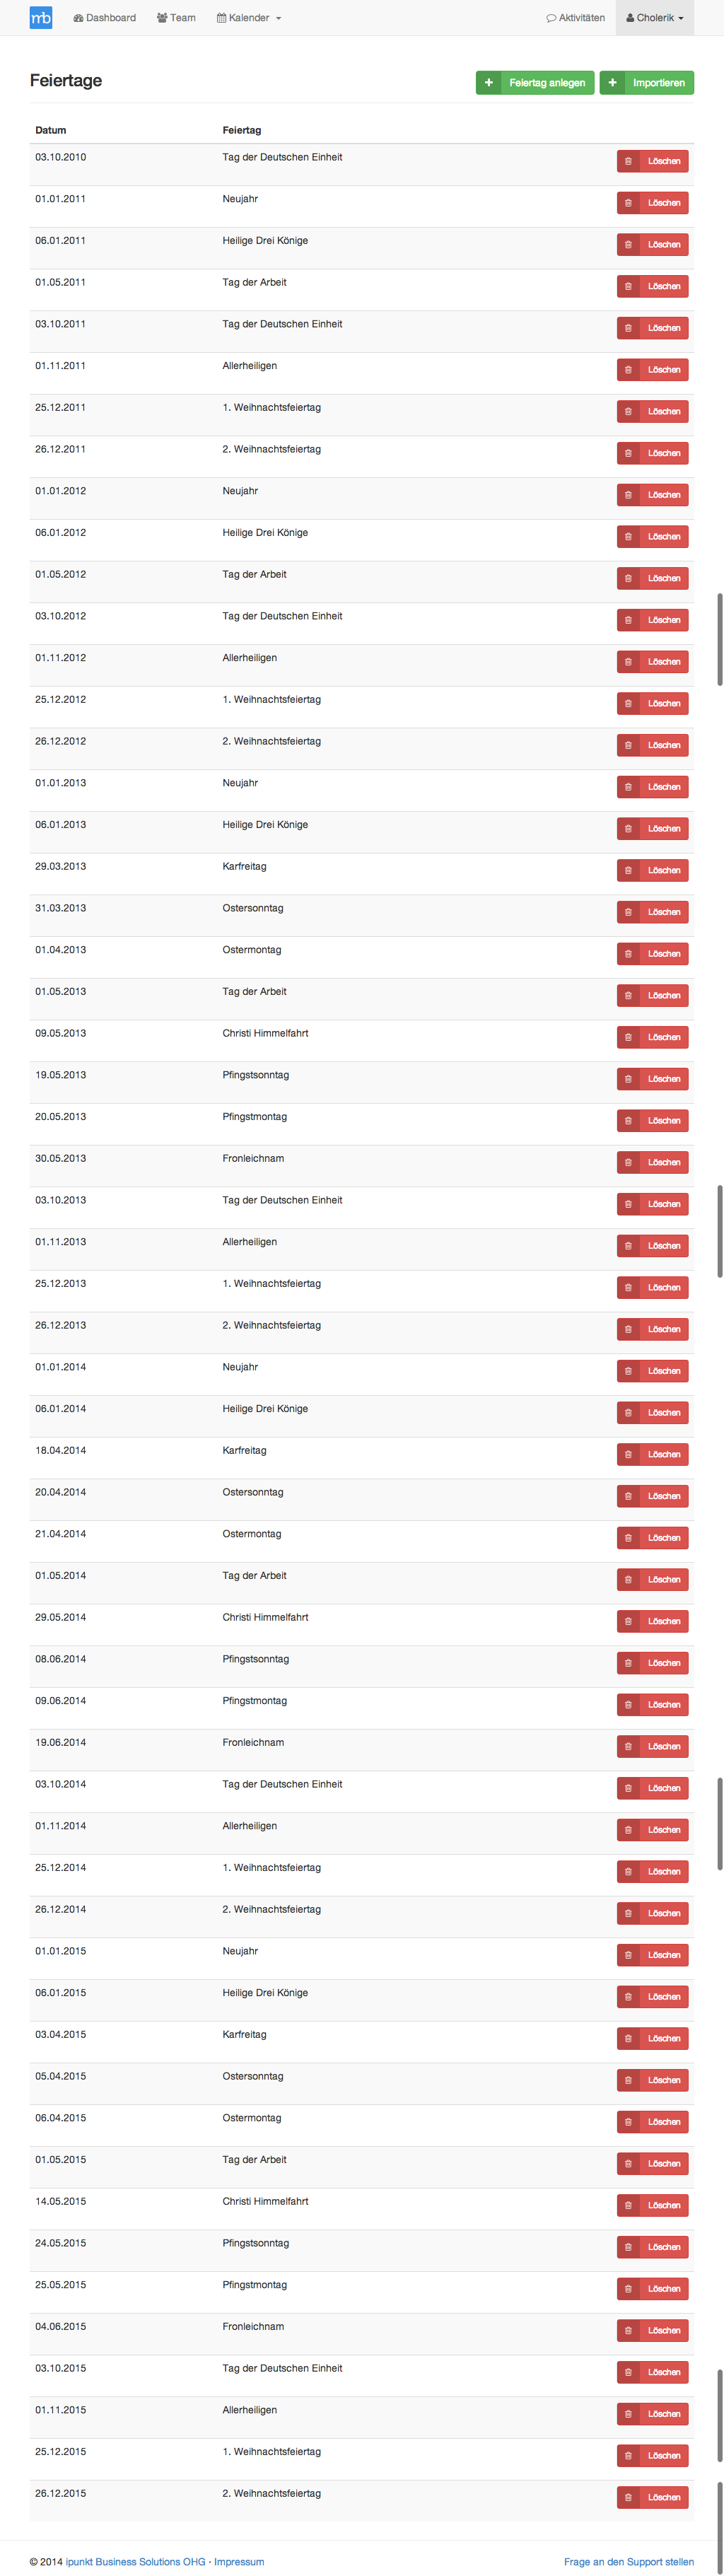 mb Dashboard Team Kalender Aktivitäten Cholerik
Feiertage Feiertag anlegen Importieren
Datum Feiertag
03.10.2010 Tag der Deutschen Einheit Löschen
01.01.2011 Neujahr Löschen
06.01.2011 Heilige Drei Könige Löschen
01.05.2011 Tag der Arbeit Löschen
03.10.2011 Tag der Deutschen Einheit Löschen
01.11.2011 Allerheiligen Löschen
25.12.2011 1. Weihnachtsfeiertag Löschen
26.12.2011 2. Weihnachtsfeiertag Löschen
01.01.2012 Neujahr Löschen
06.01.2012 Heilige Drei Könige Löschen
01.05.2012 Tag der Arbeit Löschen
03.10.2012 Tag der Deutschen Einheit Löschen
01.11.2012 Allerheiligen Löschen
25.12.2012 1. Weihnachtsfeiertag Löschen
26.12.2012 2. Weihnachtsfeiertag Löschen
01.01.2013 Neujahr Löschen
06.01.2013 Heilige Drei Könige Löschen
29.03.2013 Karfreitag Löschen
31.03.2013 Ostersonntag Löschen
01.04.2013 Ostermontag Löschen
01.05.2013 Tag der Arbeit Löschen
09.05.2013 Christi Himmelfahrt Löschen
19.05.2013 Pfingstsonntag Löschen
20.05.2013 Pfingstmontag Löschen
30.05.2013 Fronleichnam Löschen
03.10.2013 Tag der Deutschen Einheit Löschen
01.11.2013 Allerheiligen Löschen
25.12.2013 1. Weihnachtsfeiertag Löschen
26.12.2013 2. Weihnachtsfeiertag Löschen
01.01.2014 Neujahr Löschen
06.01.2014 Heilige Drei Könige Löschen
18.04.2014 Karfreitag Löschen
20.04.2014 Ostersonntag Löschen
21.04.2014 Ostermontag Löschen
01.05.2014 Tag der Arbeit Löschen
29.05.2014 Christi Himmelfahrt Löschen
08.06.2014 Pfingstsonntag Löschen
09.06.2014 Pfingstmontag Löschen
19.06.2014 Fronleichnam Löschen
03.10.2014 Tag der Deutschen Einheit Löschen
01.11.2014 Allerheiligen Löschen
25.12.2014 1. Weihnachtsfeiertag Löschen
26.12.2014 2. Weihnachtsfeiertag Löschen
01.01.2015 Neujahr Löschen
06.01.2015 Heilige Drei Könige Löschen
03.04.2015 Karfreitag Löschen
05.04.2015 Ostersonntag Löschen
06.04.2015 Ostermontag Löschen
01.05.2015 Tag der Arbeit Löschen
14.05.2015 Christi Himmelfahrt Löschen
24.05.2015 Pfingstsonntag Löschen
25.05.2015 Pfingstmontag Löschen
04.06.2015 Fronleichnam Löschen
03.10.2015 Tag der Deutschen Einheit Löschen
01.11.2015 Allerheiligen Löschen
25.12.2015 1. Weihnachtsfeiertag Löschen
26.12.2015 2. Weihnachtsfeiertag Löschen
© 2014 ipunkt Business Solutions OHG · Impressum Frage an den Support stellen